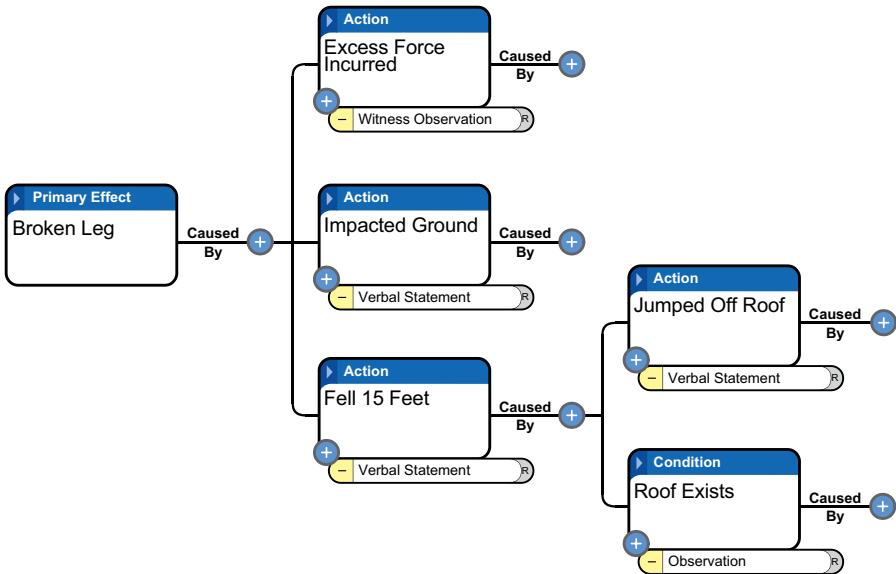 Action
Excess Force
Incurred
Caused
By
Witness Observation
R
Primary Effect
Broken Leg
Caused
By
Action
Impacted Ground
Caused
By
Verbal Statement
R
Action
Fell 15 Feet
Caused
By
Verbal Statement
R
Action
Jumped Off Roof
Caused
By
Verbal Statement
R
Condition
Roof Exists
Caused
By
Observation
R